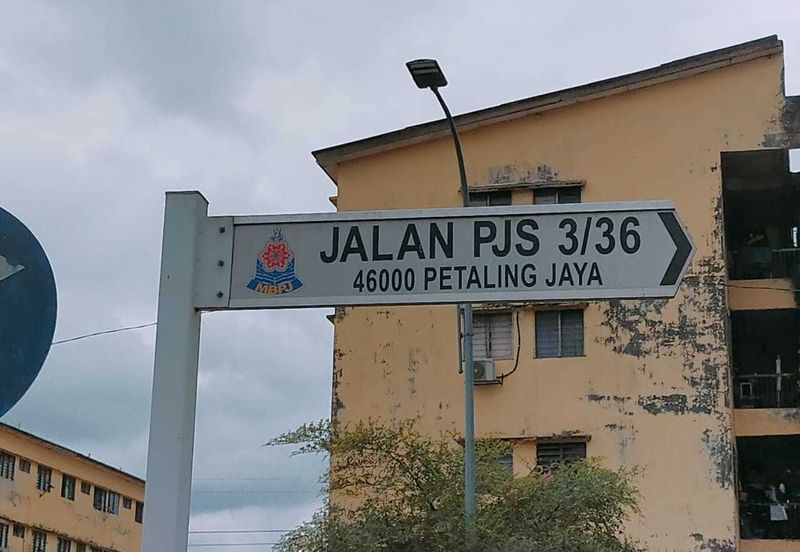 JALAN PJS 3/36
46000 PETALING JAYA
MBPJ